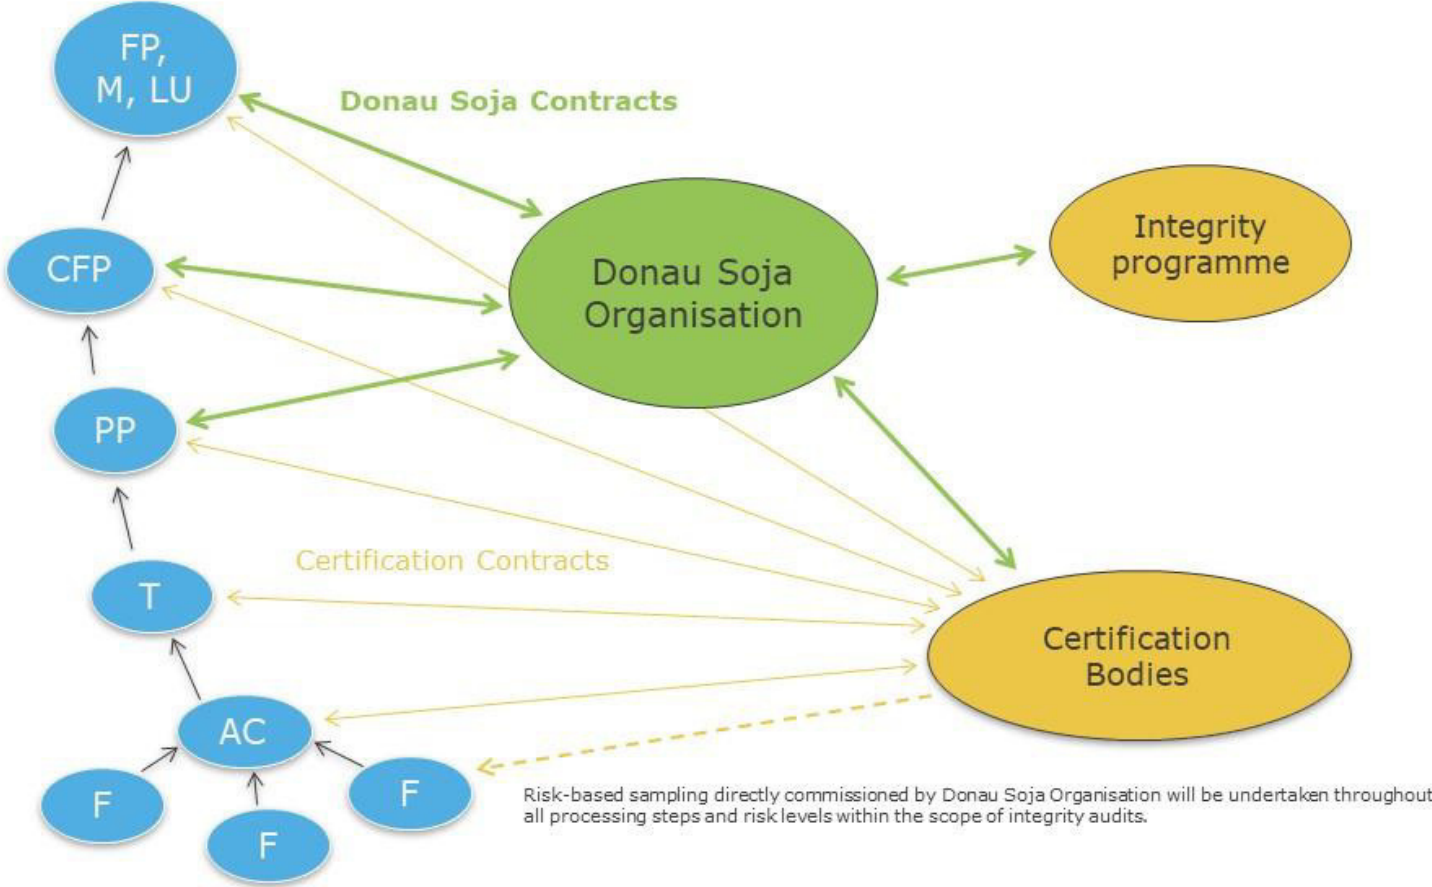 FP,
M, LU
Donau Soja Contracts
Integrity
programme
CFP
Donau Soja
Organisation
PP
Certification Contracts
T
Certification
Bodies
AC
F
F
F
Risk-based sampling directly commissioned by Donau Soja Organisation will be undertaken throughout
all processing steps and risk levels within the scope of integrity audits.